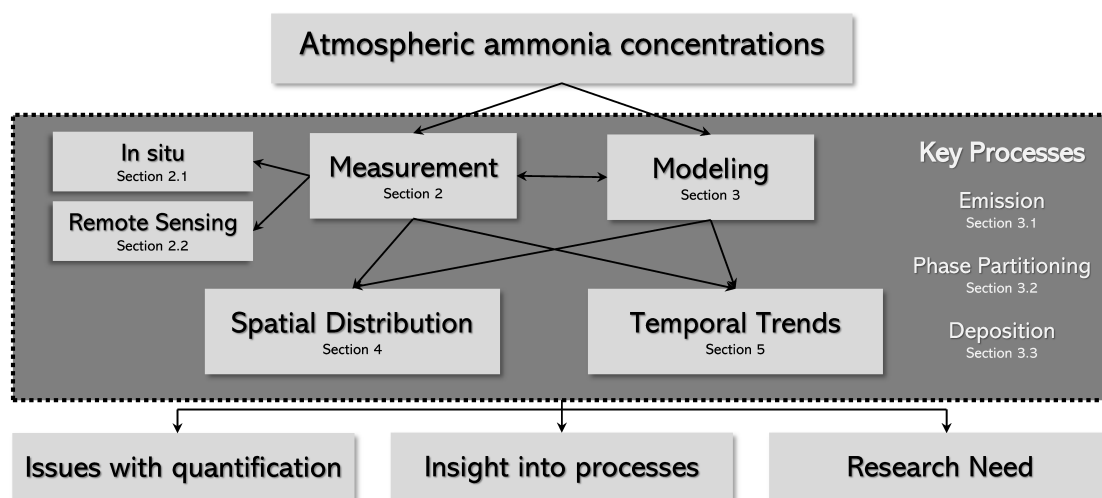 Atmospheric ammonia concentrations
In situ
Section 2.1
Remote Sensing
Section 2.2
Measurement
Section 2
Modeling
Section 3
Key Processes
Emission
Section 3.1
Phase Partitioning
Section 3.2
Deposition
Section 3.3
Spatial Distribution
Section 4
Temporal Trends
Section 5
Issues with quantification
Insight into processes
Research Need